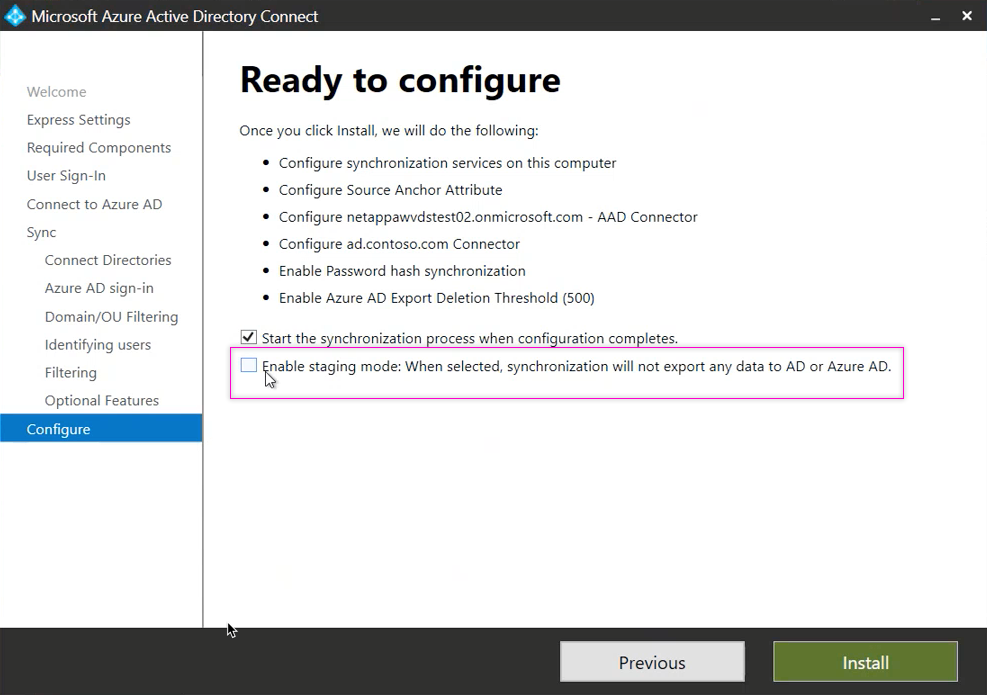 Microsoft Azure Active Directory Connect
Welcome
Express Settings
Required Components
User Sign-In
Connect to Azure AD
Sync
Connect Directories
Azure AD sign-in
Domain/OU Filtering
Identifying users
Filtering
Optional Features
Configure
Ready to configure
Once you click Install, we will do the following:
Configure synchronization services on this computer
Configure Source Anchor Attribute
Configure netappawvdstest02.onmicrosoft.com - AAD Connector
Configure ad.contoso.com Connector
Enable Password hash synchronization
Enable Azure AD Export Deletion Threshold (500)
Start the synchronization process when configuration completes.
Enable staging mode: When selected, synchronization will not export any data to AD or Azure AD.
Previous
Install